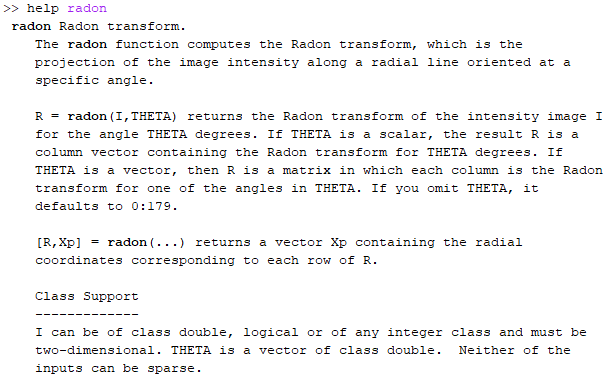 >> help radon
radon Radon transform.
The radon function computes the Radon transform, which is the
projection of the image intensity along a radial line oriented at a
specific angle.
R = radon(I,THETA) returns the Radon transform of the intensity image I
for the angle THETA degrees. If THETA is a scalar, the result R is a
column vector containing the Radon transform for THETA degrees. If
THETA is a vector, then R is a matrix in which each column is the Radon
transform for one of the angles in THETA. If you omit THETA, it
defaults to 0:179.
[R,Xp] = radon(...) returns a vector Xp containing the radial
coordinates corresponding to each row of R.
Class Support
-------------
I can be of class double, logical or of any integer class and must be
two-dimensional. THETA is a vector of class double.  Neither of the
inputs can be sparse.